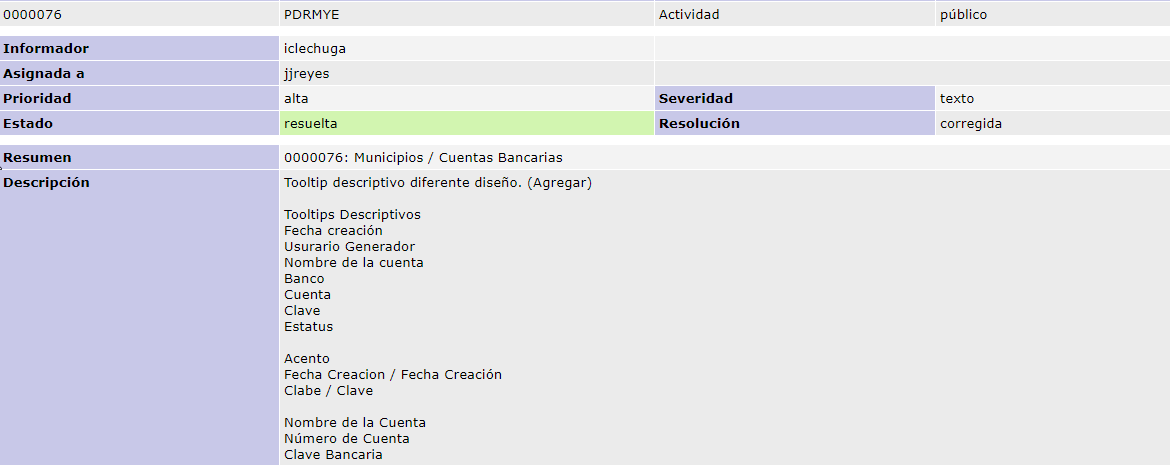 0000076 PDRMYE Actividad público
Informador iclechuga
Asignada a jjreyes
Prioridad alta Severidad texto
Estado resuelta Resolución corregida
Resumen 0000076: Municipios / Cuentas Bancarias
Descripción Tooltip descriptivo diferente diseño. (Agregar)
Tooltips Descriptivos
Fecha creación
Usurario Generador
Nombre de la cuenta
Banco
Cuenta
Clave
Estatus
Acento
Fecha Creacion / Fecha Creación
Clabe / Clave
Nombre de la Cuenta
Número de Cuenta
Clave Bancaria